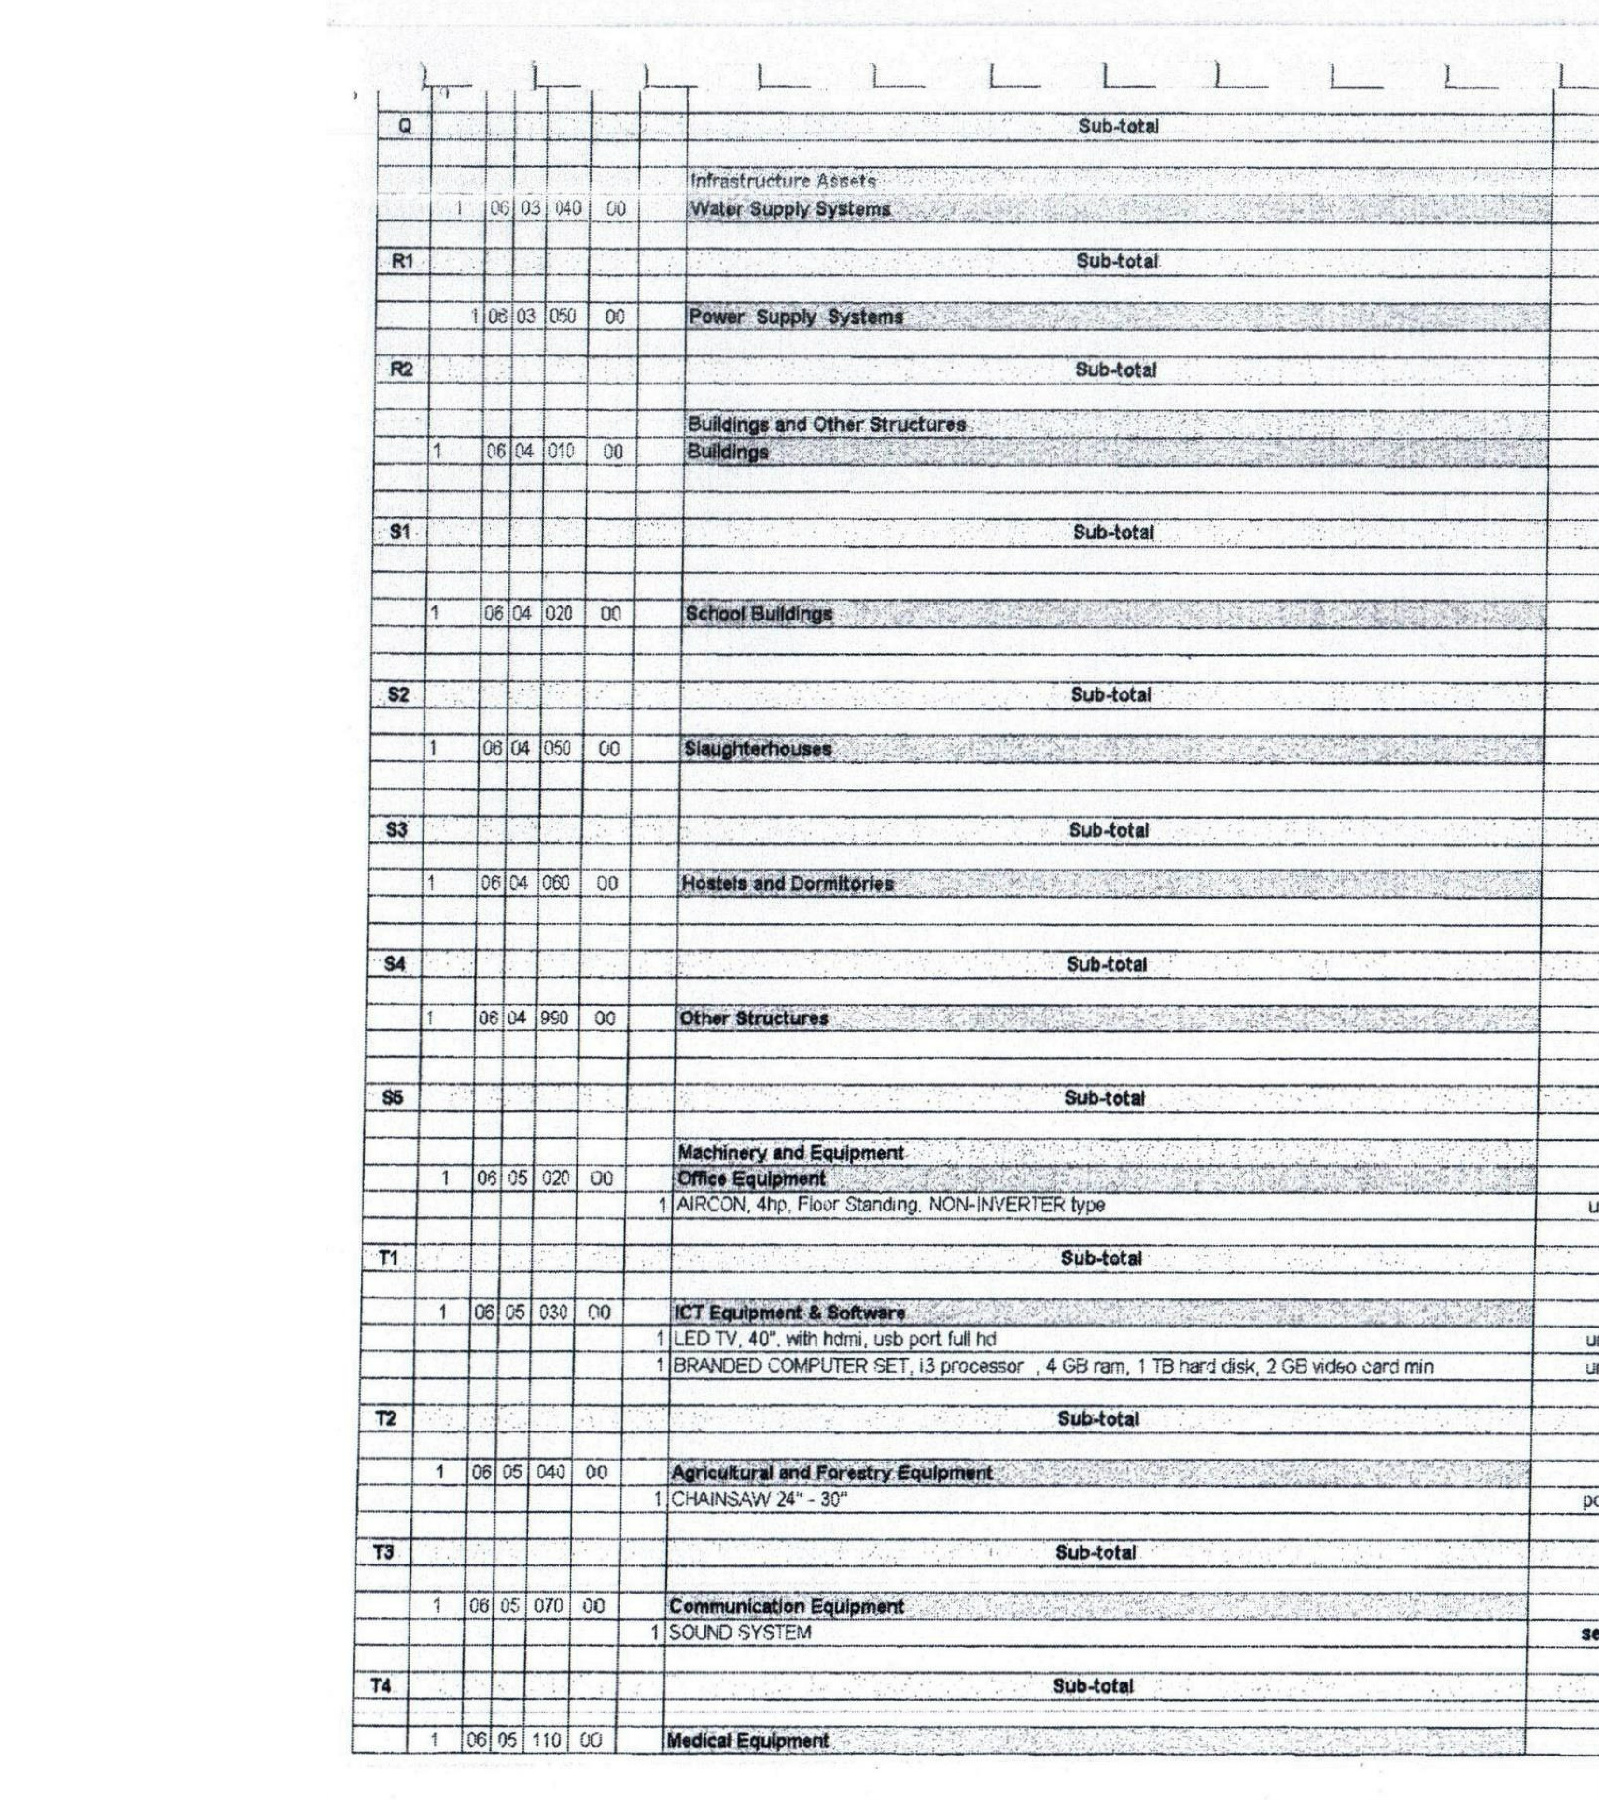 Q Sub-total
Infrastructure Assets
1 06 03 040 00 Water Supply Systems
R1 Sub-total
1 06 03 050 00 Power Supply Systems
R2 Sub-total
Buildings and Other Structures
1 06 04 010 00 Buildings
S1 Sub-total
1 06 04 020 00 School Buildings
S2 Sub-total
1 06 04 050 00 Slaughterhouses
S3 Sub-total
1 06 04 060 00 Hostels and Dormitories
S4 Sub-total
1 06 04 990 00 Other Structures
S5 Sub-total
Machinery and Equipment
1 06 05 020 00 Office Equipment
1 AIRCON, 4hp, Floor Standing, NON-INVERTER type
T1 Sub-total
1 06 05 030 00 ICT Equipment & Software
1 LED TV, 40", with hdmi, usb port full hd
1 BRANDED COMPUTER SET, i3 processor , 4 GB ram, 1 TB hard disk, 2 GB video card min
T2 Sub-total
1 06 05 040 00 Agricultural and Forestry Equipment
1 CHAINSAW 24" - 30"
T3 Sub-total
1 06 05 070 00 Communication Equipment
1 SOUND SYSTEM
T4 Sub-total
1 06 05 110 00 Medical Equipment